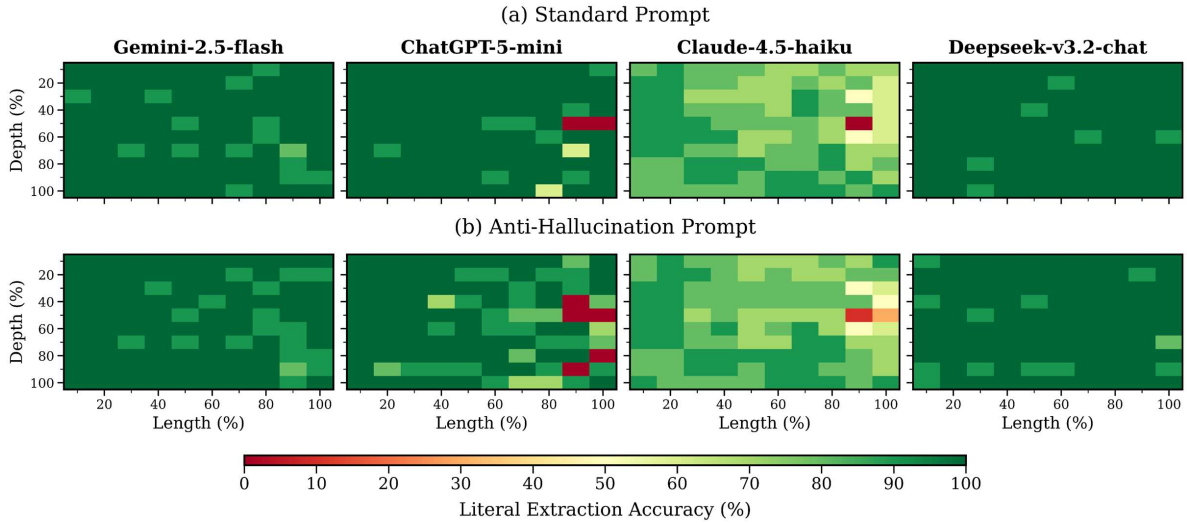 (a) Standard Prompt
Gemini-2.5-flash ChatGPT-5-mini Claude-4.5-haiku Deepseek-v3.2-chat
Depth (%)
20
40
60
80
100
(b) Anti-Hallucination Prompt
Depth (%)
20
40
60
80
100
20 40 60 80 100 20 40 60 80 100 20 40 60 80 100 20 40 60 80 100
Length (%) Length (%) Length (%) Length (%)
0 10 20 30 40 50 60 70 80 90 100
Literal Extraction Accuracy (%)